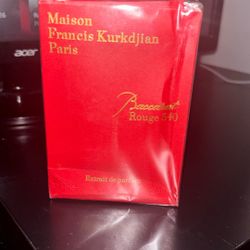 acer
Maison
Francis Kurkdjian
Paris
Baccarat
Rouge 540
Extrait de parfum